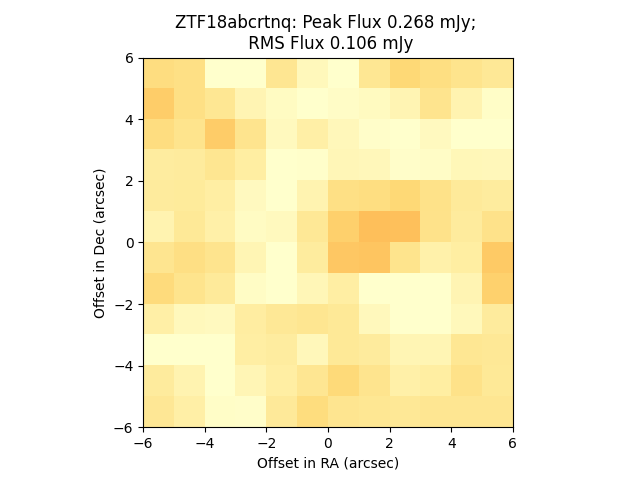 ZTF18abcrtnq: Peak Flux 0.268 mJy;
RMS Flux 0.106 mJy
6
4
2
0
−2
−4
−6
Offset in Dec (arcsec)
−6 −4 −2 0 2 4 6
Offset in RA (arcsec)